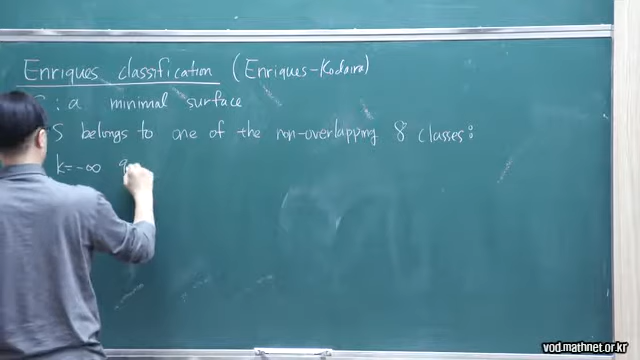 Enriques classification (Enriques-Kodaira)
: a minimal surface
S belongs to one of the non-overlapping 8 classes:
k=-∞ q
vod.mathnet.or.kr